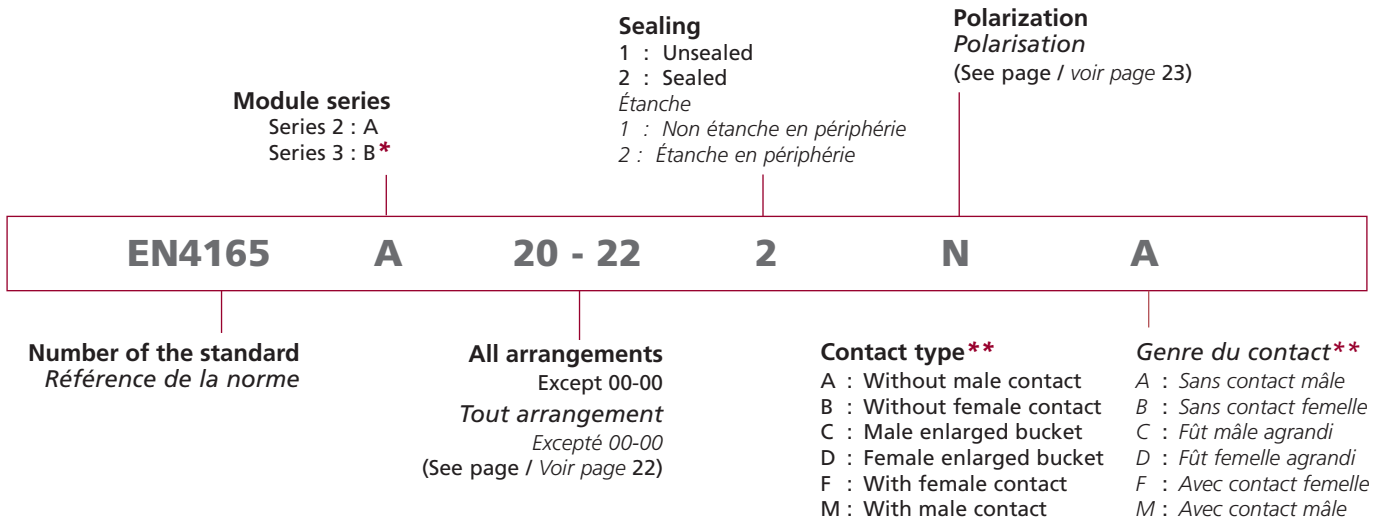 Sealing
1 : Unsealed
2 : Sealed
Étanche
1 : Non étanche en périphérie
2 : Étanche en périphérie
Polarization
Polarisation
(See page / voir page 23)
Module series
Series 2 : A
Series 3 : B*
EN4165 A 20 - 22 2 N A
Number of the standard
Référence de la norme
All arrangements
Except 00-00
Tout arrangement
Excepté 00-00
(See page / Voir page 22)
Contact type**
A : Without male contact
B : Without female contact
C : Male enlarged bucket
D : Female enlarged bucket
F : With female contact
M : With male contact
Genre du contact**
A : Sans contact mâle
B : Sans contact femelle
C : Fût mâle agrandi
D : Fût femelle agrandi
F : Avec contact femelle
M : Avec contact mâle